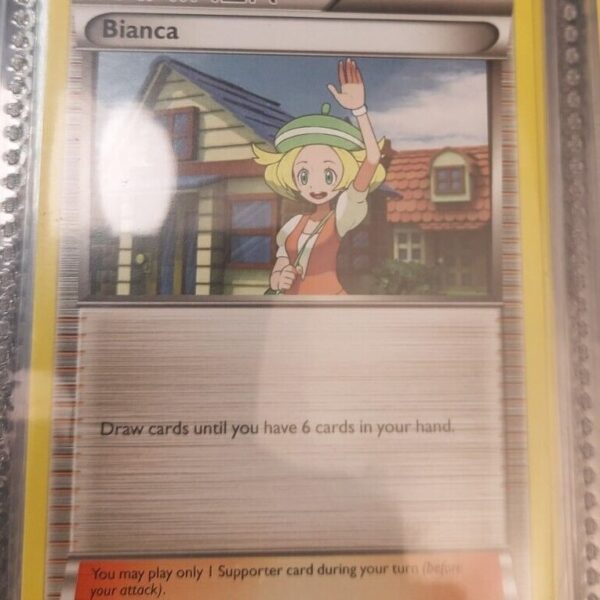 Bianca
Draw cards until you have 6 cards in your hand.
You may play only 1 Supporter card during your turn (before
your attack).